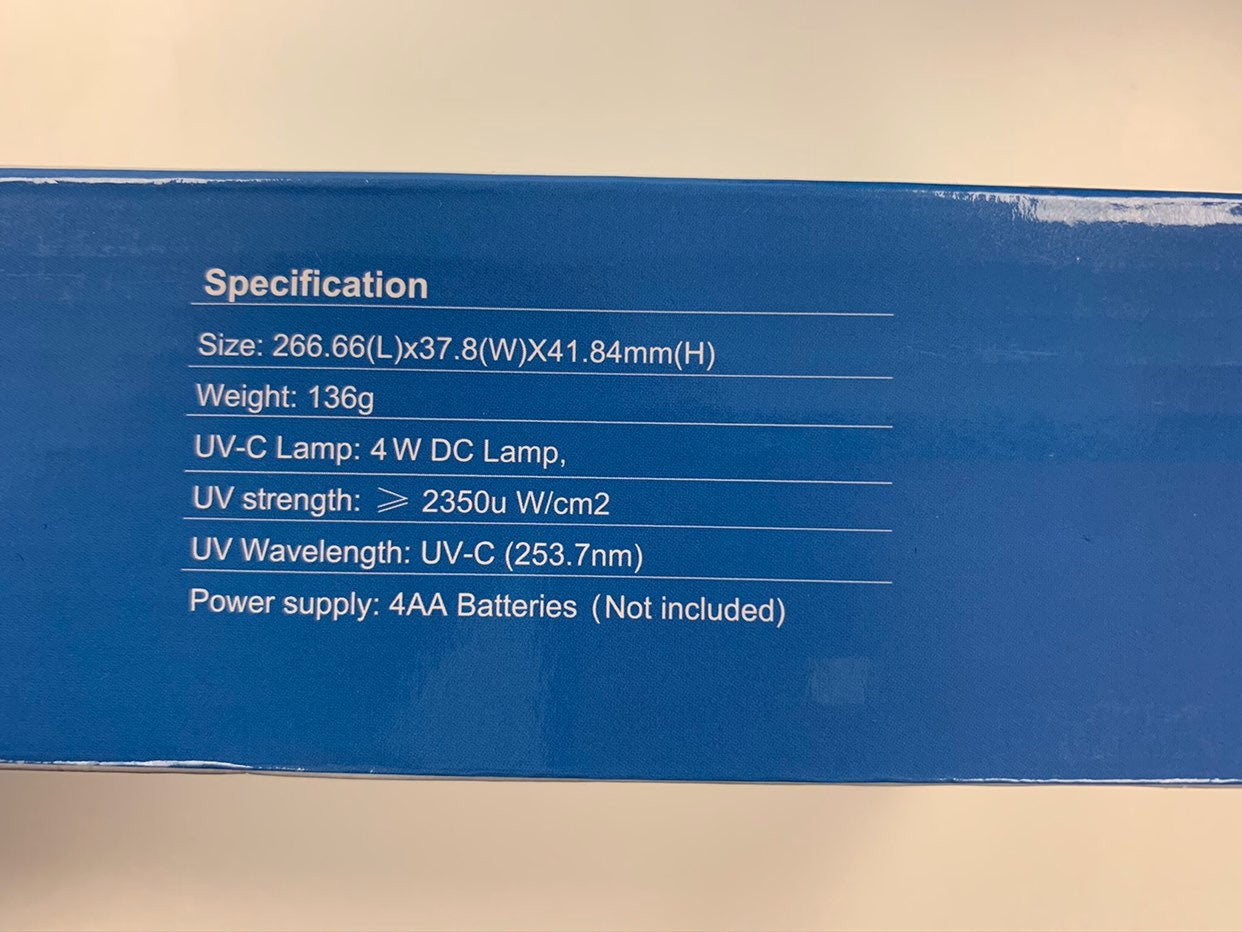 Specification
Size: 266.66(L)x37.8(W)X41.84mm(H)
Weight: 136g
UV-C Lamp: 4W DC Lamp,
UV strength: ⩾ 2350u W/cm2
UV Wavelength: UV-C (253.7nm)
Power supply: 4AA Batteries (Not included)